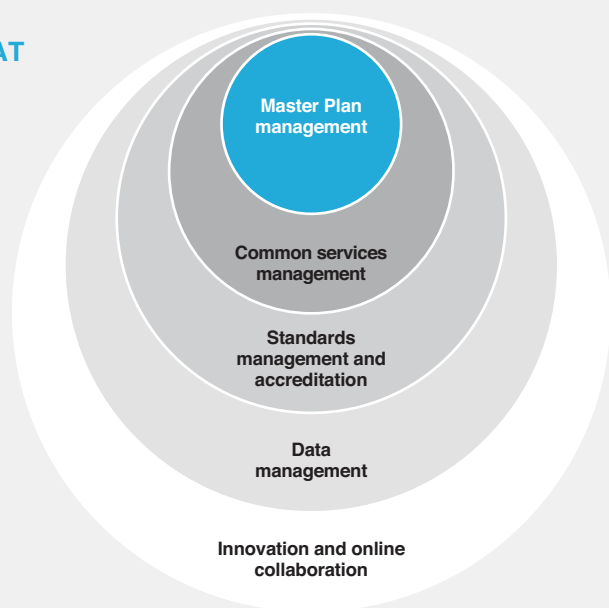 AT
Master Plan
management
Common services
management
Standards
management and
accreditation
Data
management
Innovation and online
collaboration